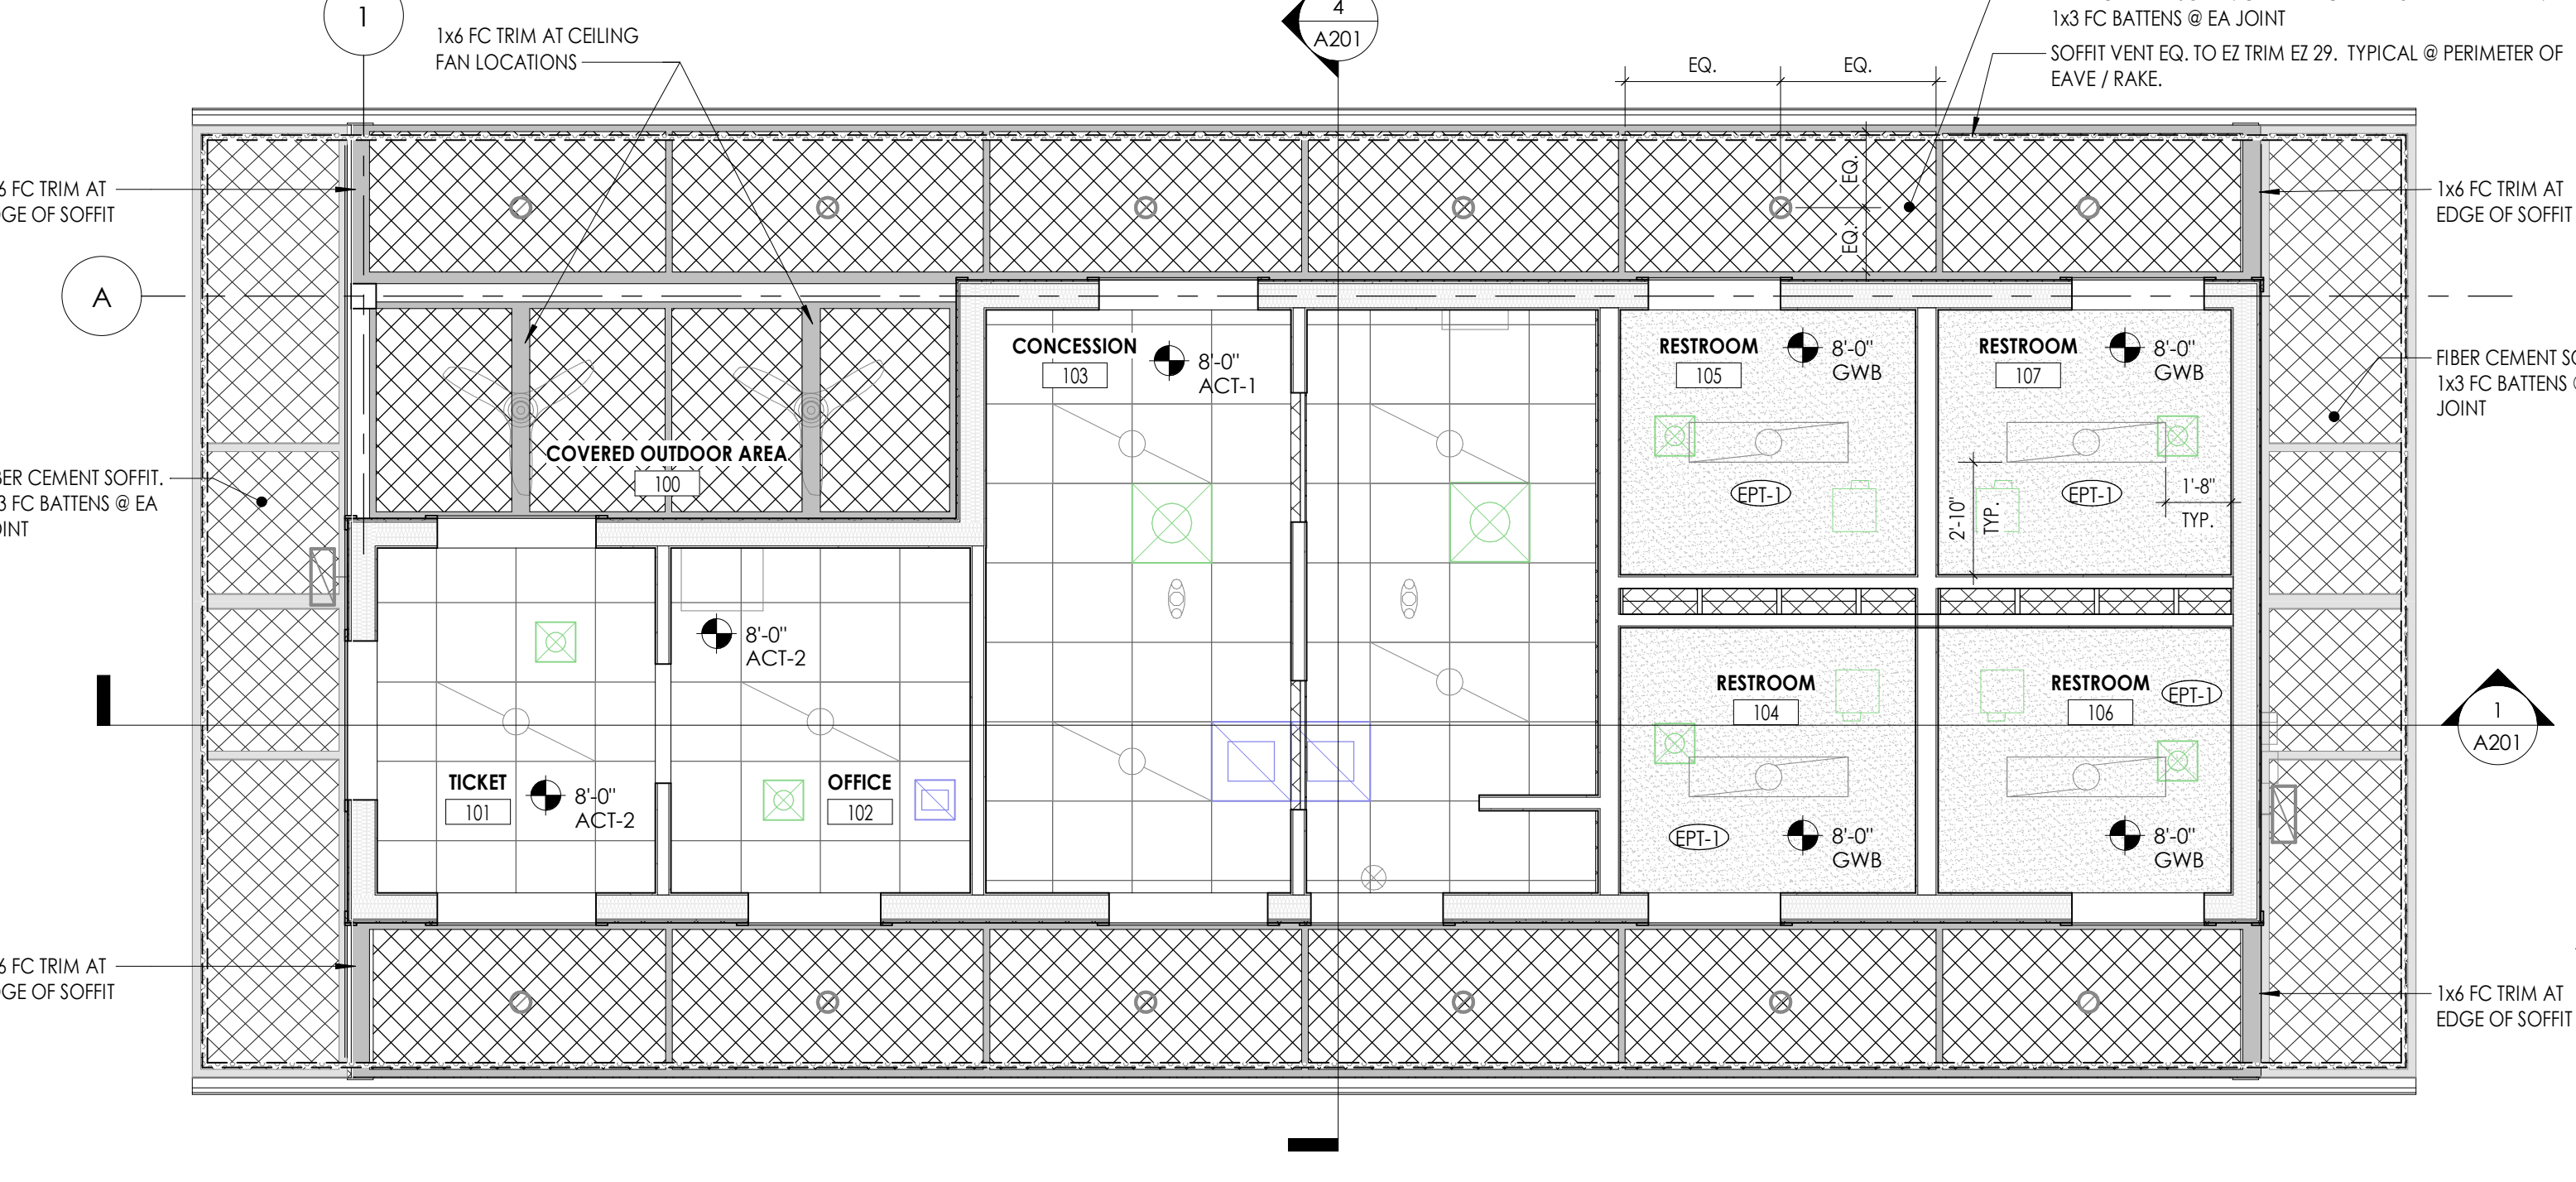 1
1x6 FC TRIM AT CEILING
FAN LOCATIONS
4
A201
1x3 FC BATTENS @ EA JOINT
SOFFIT VENT EQ. TO EZ TRIM EZ 29. TYPICAL @ PERIMETER OF
EAVE / RAKE.
EQ.
EQ.
EQ.
EQ.
6 FC TRIM AT
GE OF SOFFIT
1x6 FC TRIM AT
EDGE OF SOFFIT
A
CONCESSION
103
8'-0"
ACT-1
RESTROOM
105
8'-0"
GWB
RESTROOM
107
8'-0"
GWB
FIBER CEMENT SO
1x3 FC BATTENS
JOINT
COVERED OUTDOOR AREA
100
BER CEMENT SOFFIT.
3 FC BATTENS @ EA
OINT
EPT-1
EPT-1
2'-10"
TYP.
1'-8"
TYP.
8'-0"
ACT-2
RESTROOM
104
RESTROOM
106
EPT-1
1
A201
TICKET
101
8'-0"
ACT-2
OFFICE
102
EPT-1
8'-0"
GWB
8'-0"
GWB
6 FC TRIM AT
GE OF SOFFIT
1x6 FC TRIM AT
EDGE OF SOFFIT